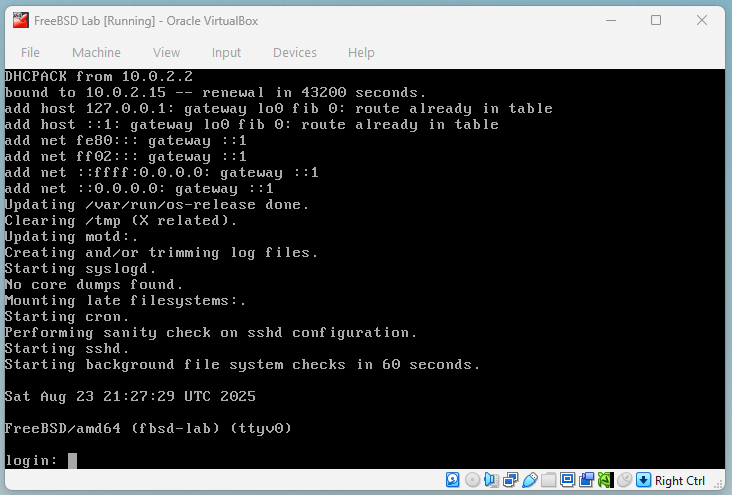 FreeBSD Lab [Running] - Oracle VirtualBox
File Machine View Input Devices Help
DHCPACK from 10.0.2.2
bound to 10.0.2.15 -- renewal in 43200 seconds.
add host 127.0.0.1: gateway lo0 fib 0: route already in table
add host ::1: gateway lo0 fib 0: route already in table
add net fe80::: gateway ::1
add net ff02::: gateway ::1
add net ::ffff:0.0.0.0: gateway ::1
add net ::0.0.0.0: gateway ::1
Updating /var/run/os-release done.
Clearing /tmp (X related).
Updating motd:.
Creating and/or trimming log files.
Starting syslogd.
No core dumps found.
Mounting late filesystems:.
Starting cron.
Performing sanity check on sshd configuration.
Starting sshd.
Starting background file system checks in 60 seconds.
Sat Aug 23 21:27:29 UTC 2025
FreeBSD/amd64 (fbsd-lab) (ttyv0)
login:
Right Ctrl